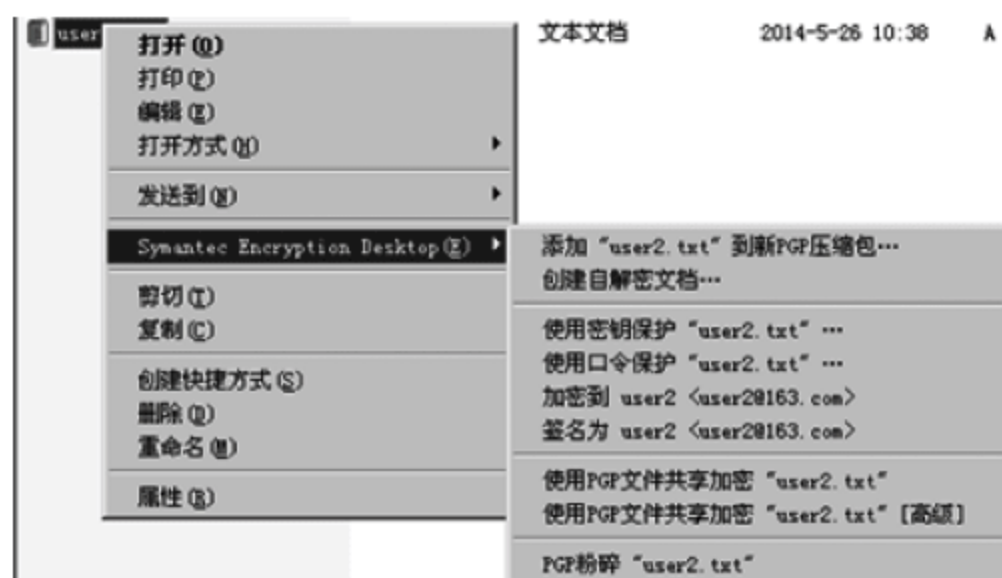 user
文本文档 2014-5-26 10:38 A
打开(O)
打印(P)
编辑(E)
打开方式(H)
发送到(N)
Symantec Encryption Desktop(E)
剪切(T)
复制(C)
创建快捷方式(S)
删除(D)
重命名(M)
属性(R)
添加 "user2.txt" 到新PGP压缩包…
创建自解密文档…
使用密钥保护 "user2.txt" …
使用口令保护 "user2.txt" …
加密到 user2 <user2@163.com>
签名为 user2 <user2@163.com>
使用PGP文件共享加密 "user2.txt"
使用PGP文件共享加密 "user2.txt" [高级]
PGP粉碎 "user2.txt"